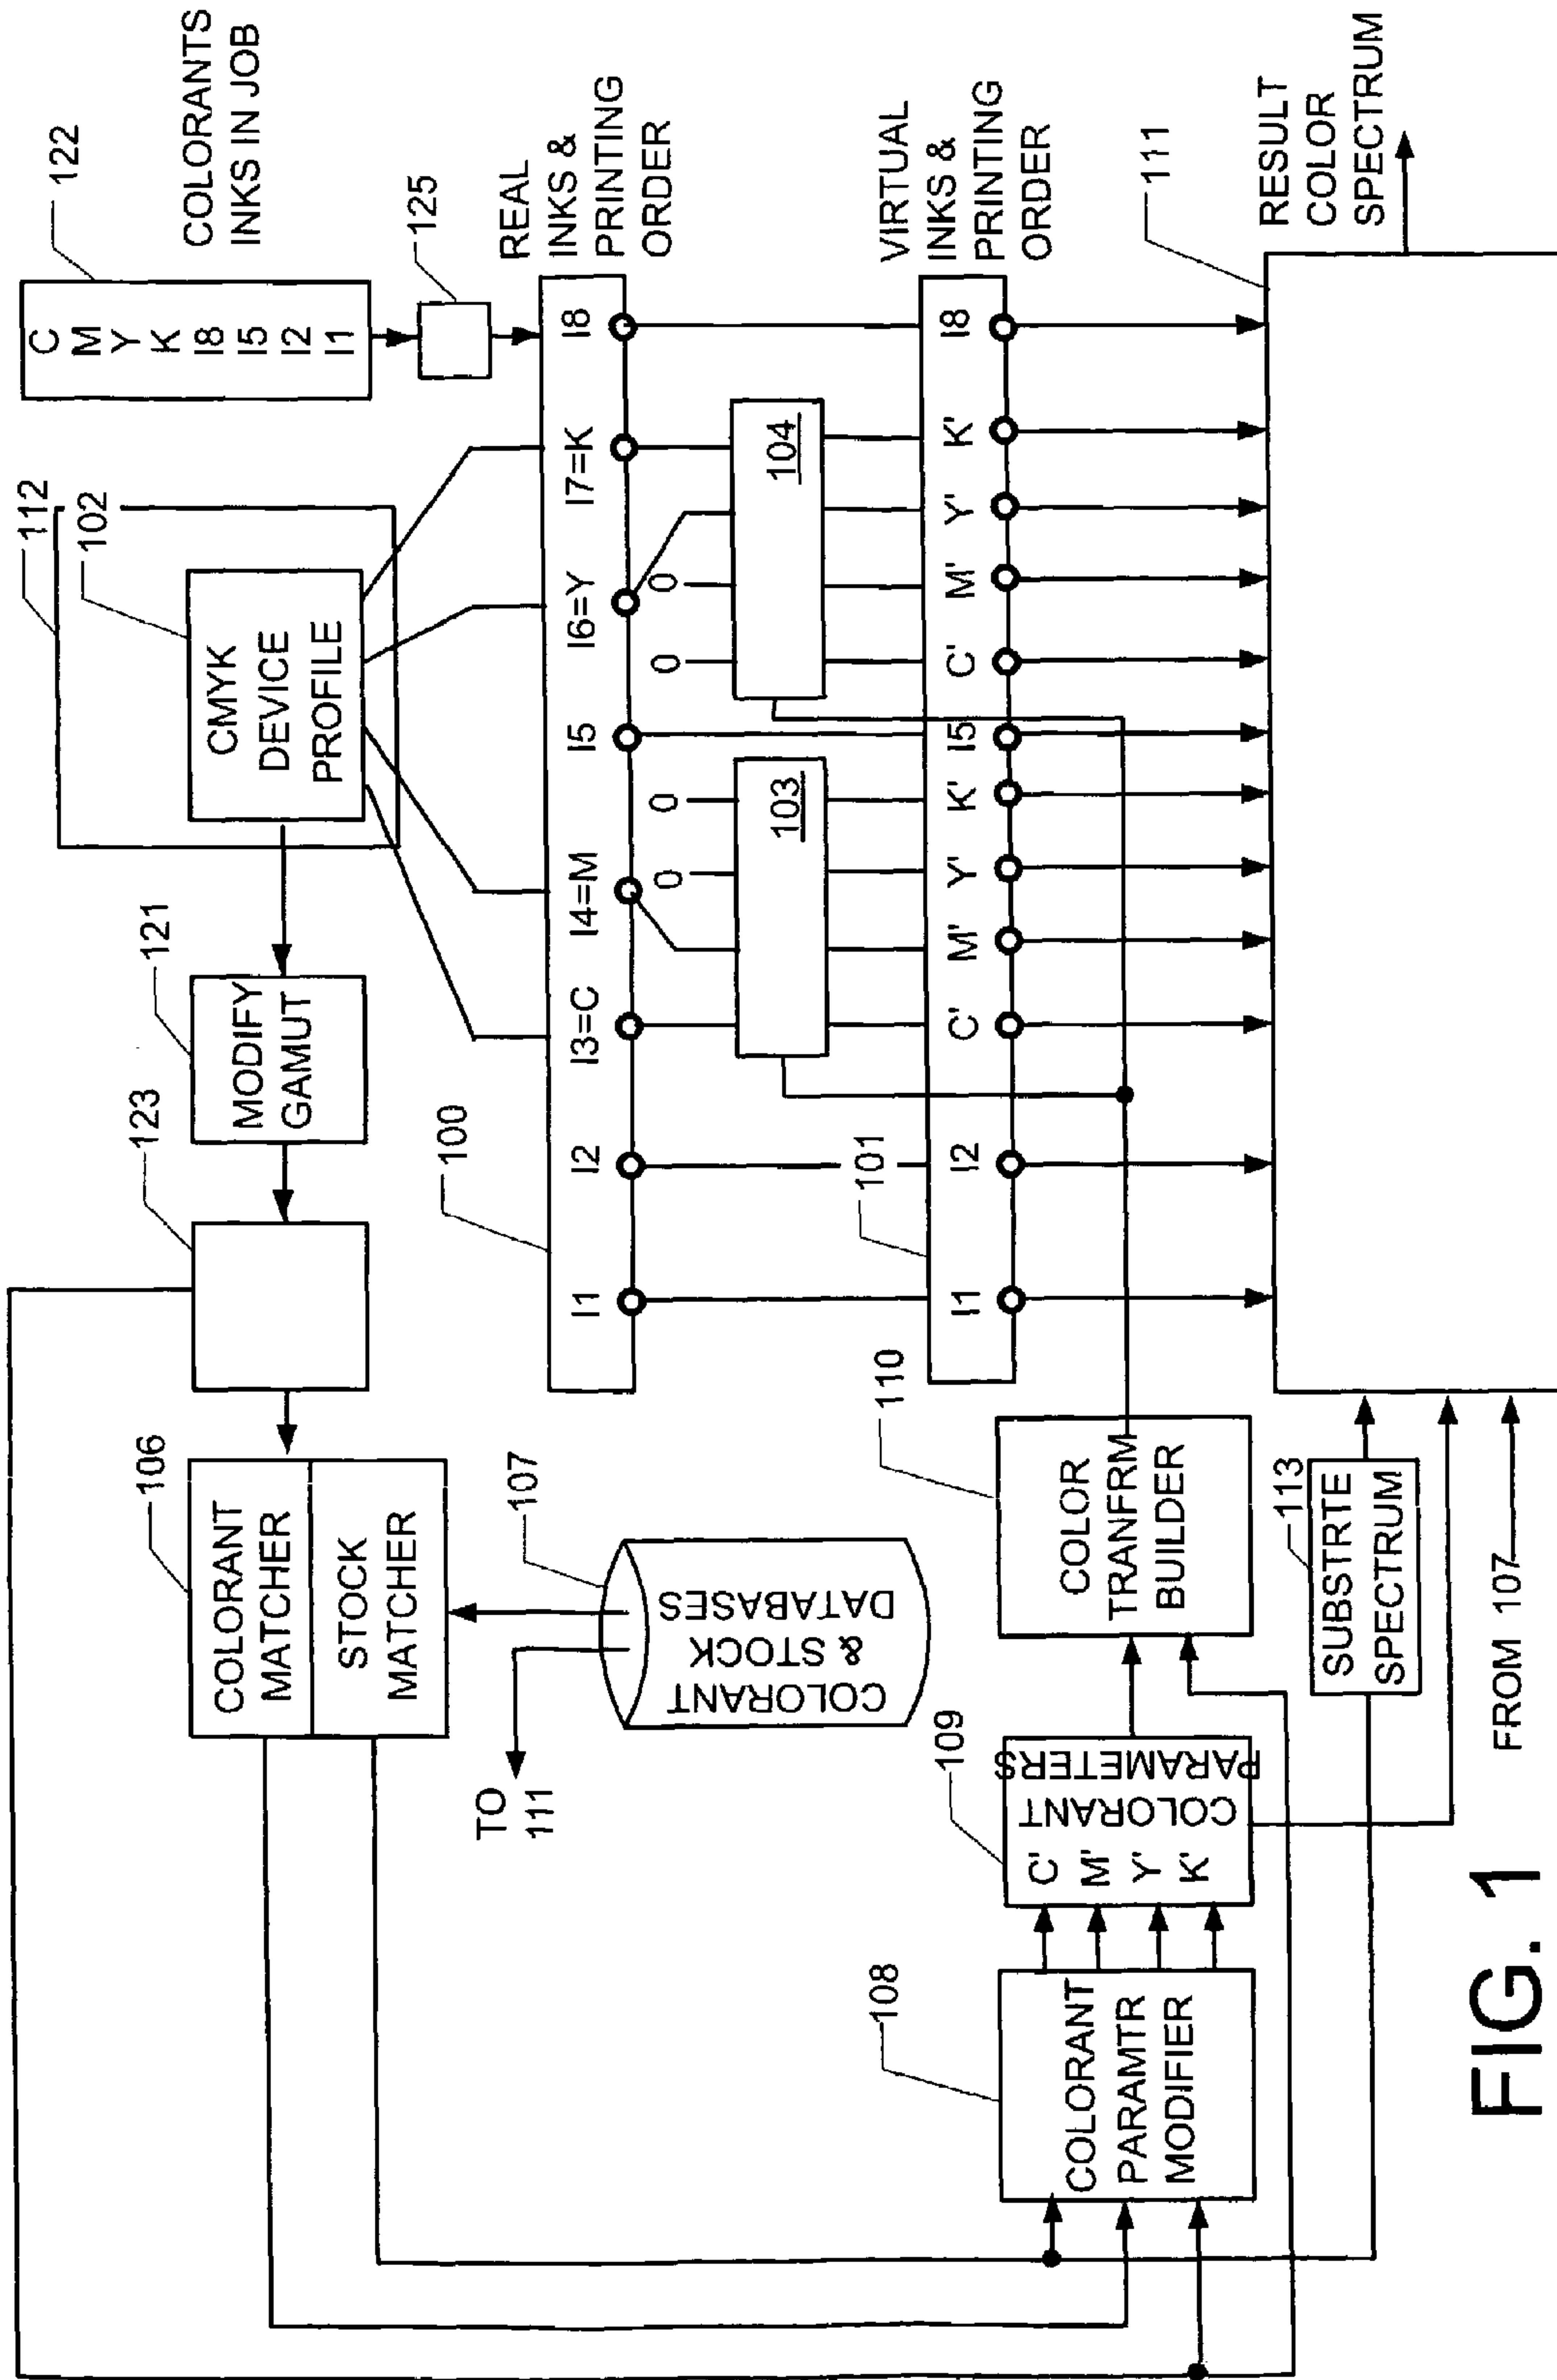 112
102
CMYK
DEVICE
PROFILE
122
C
M
Y
K
I8
I5
I2
I1
COLORANTS
INKS IN JOB
125
121
MODIFY
GAMUT
123
106
COLORANT
MATCHER
STOCK
MATCHER
107
COLORANT
& STOCK
DATABASES
TO
111
100
I1
I2
I3=C
I4=M
I5
I6=Y
I7=K
I8
REAL
INKS &
PRINTING
ORDER
0
0
0
0
103
104
101
I1
I2
C'
M'
Y'
K'
I5
C'
M'
Y'
K'
I8
VIRTUAL
INKS &
PRINTING
ORDER
108
COLORANT
PARAMTR
MODIFIER
109
C'
M'
Y'
K'
COLORANT
PARAMETERS
110
COLOR
TRANFRM
BUILDER
113
SUBSTRTE
SPECTRUM
FROM 107
111
RESULT
COLOR
SPECTRUM
FIG. 1